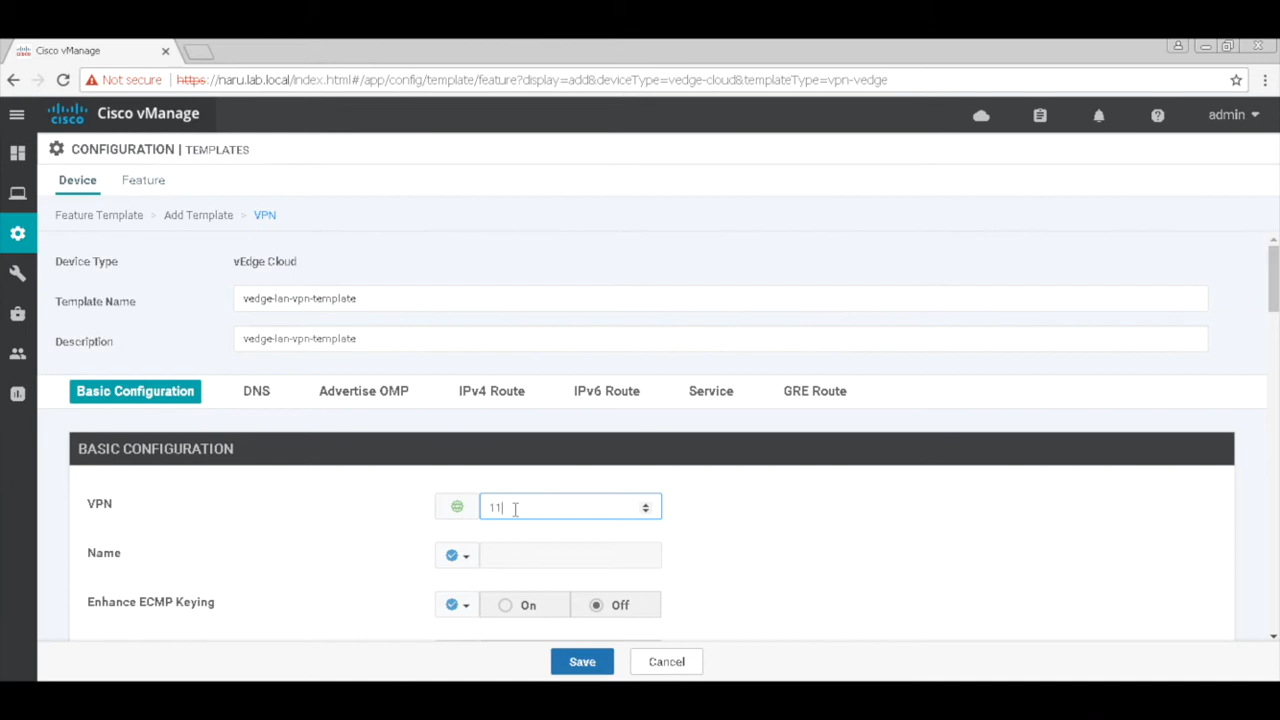 Cisco vManage
Not secure https://naru.lab.local/index.html#/app/config/template/feature?display=add&deviceType=vedge-cloud&templateType=vpn-vedge
CISCO Cisco vManage admin
CONFIGURATION | TEMPLATES
Device Feature
Feature Template > Add Template > VPN
Device Type vEdge Cloud
Template Name vedge-lan-vpn-template
Description vedge-lan-vpn-template
Basic Configuration DNS Advertise OMP IPv4 Route IPv6 Route Service GRE Route
BASIC CONFIGURATION
VPN 11
Name
Enhance ECMP Keying On Off
Save Cancel